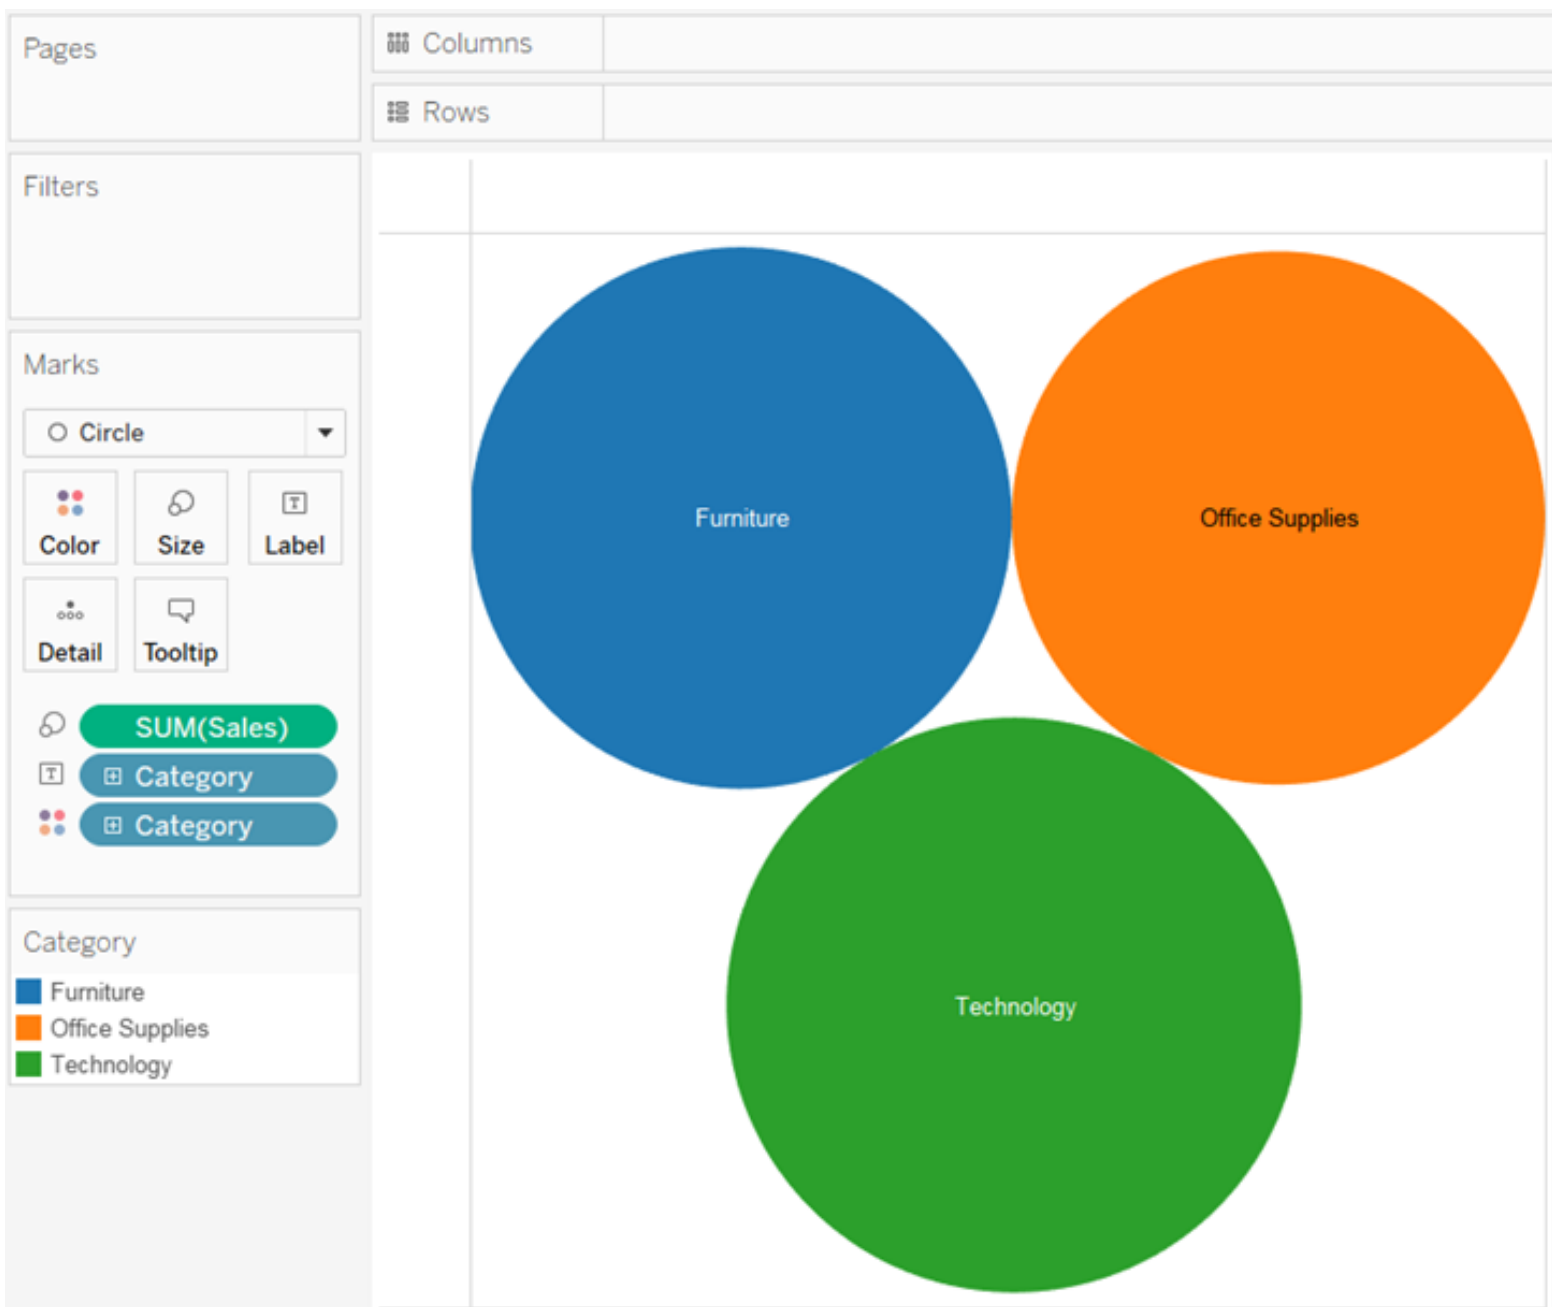 Pages
Columns
Rows
Filters
Marks
Circle
Color
Size
Label
Detail
Tooltip
SUM(Sales)
Category
Category
Category
Furniture
Office Supplies
Technology
Furniture
Office Supplies
Technology